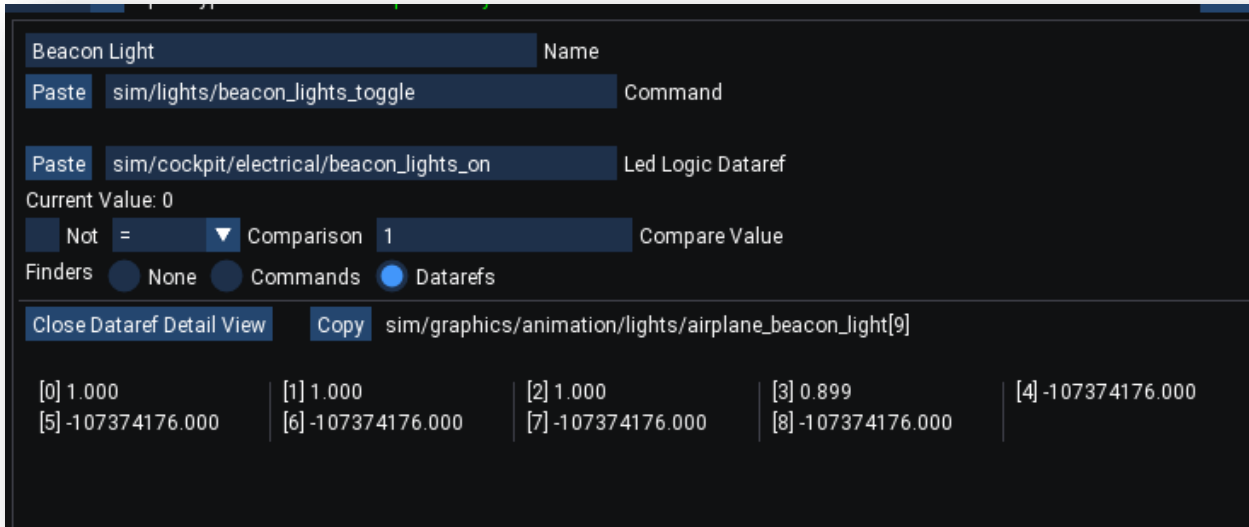 Beacon Light Name
Paste sim/lights/beacon_lights_toggle Command
Paste sim/cockpit/electrical/beacon_lights_on Led Logic Dataref
Current Value: 0
Not = Comparison 1 Compare Value
Finders None Commands Datarefs
Close Dataref Detail View Copy sim/graphics/animation/lights/airplane_beacon_light[9]
[0] 1.000 [1] 1.000 [2] 1.000 [3] 0.899 [4] -107374176.000
[5] -107374176.000 [6] -107374176.000 [7] -107374176.000 [8] -107374176.000